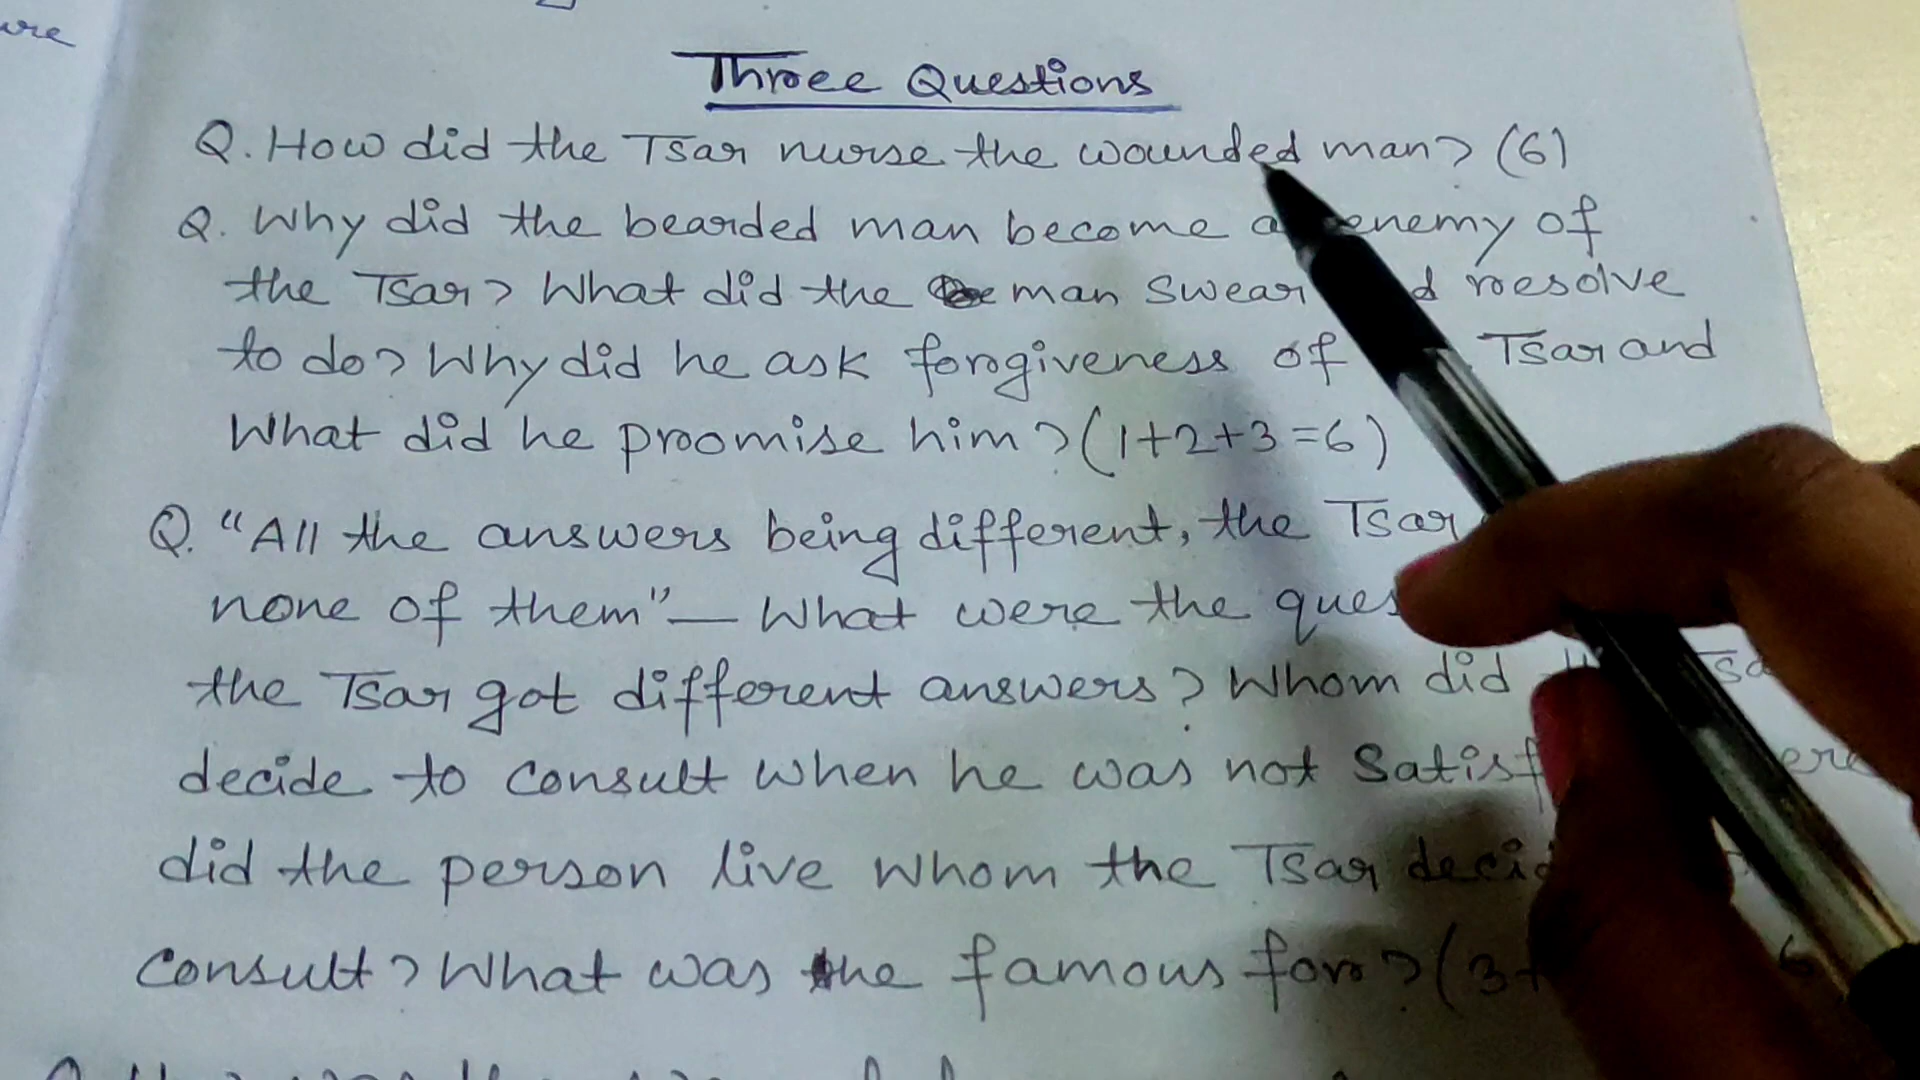 ure
Three Questions
Q. How did the Tsar nurse the wounded man? (6)
Q. Why did the bearded man become a enemy of
the Tsar? What did the man swear resolve
to do? Why did he ask forgiveness of Tsar and
What did he promise him? (1+2+3=6)
Q. "All the answers being different, the Tsar
none of them" — What were the
the Tsar got different answers? Whom did
decide to consult when he was not
did the person live whom the Tsar
consult? What was the famous for? (3+ 6